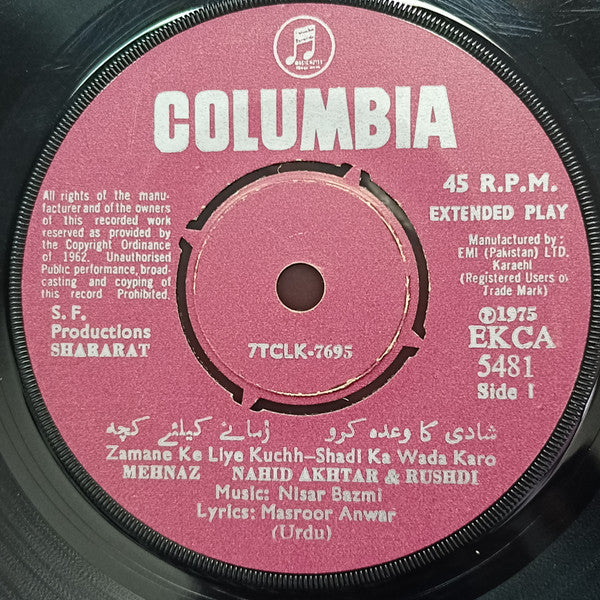 COLUMBIA
All rights of the manu-
facturer and of the owners
of this recorded work
reserved as provided by
the Copyright Ordinance
of 1962. Unauthorised
Public performance, broad-
casting and coyping of
this record Prohibited.
S. F.
Productions
SHARARAT
45 R.P.M.
EXTENDED PLAY
Manufactured by:
EMI (Pakistan) LTD.
Karaehi
(Registered Users of
Trade Mark)
Ⓟ1975
EKCA
5481
Side 1
7TCLK-7695
شادی کا وعدہ کرو زمانے کیلئے کچھ
Zamane Ke Liye Kuchh-Shadi Ka Wada Karo
MEHNAZ NAHID AKHTAR & RUSHDI
Music: Nisar Bazmi
Lyrics: Masroor Anwar
(Urdu)